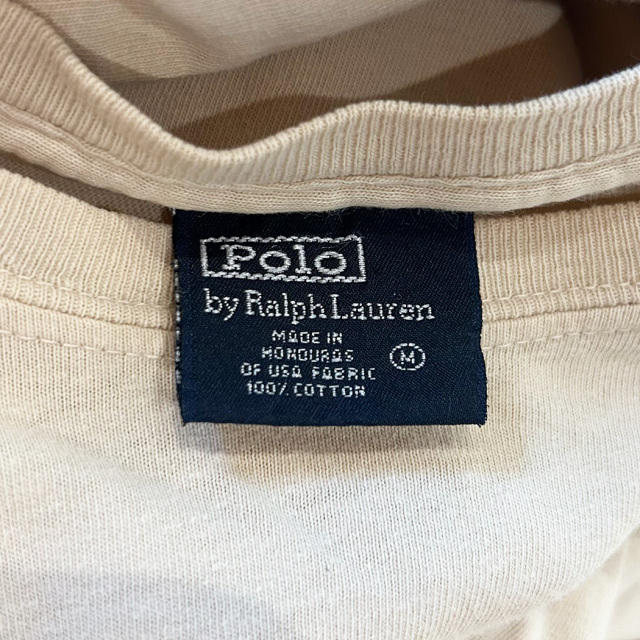 Polo
by Ralph Lauren
MADE IN
HONDURAS
OF USA FABRIC
100% COTTON
M